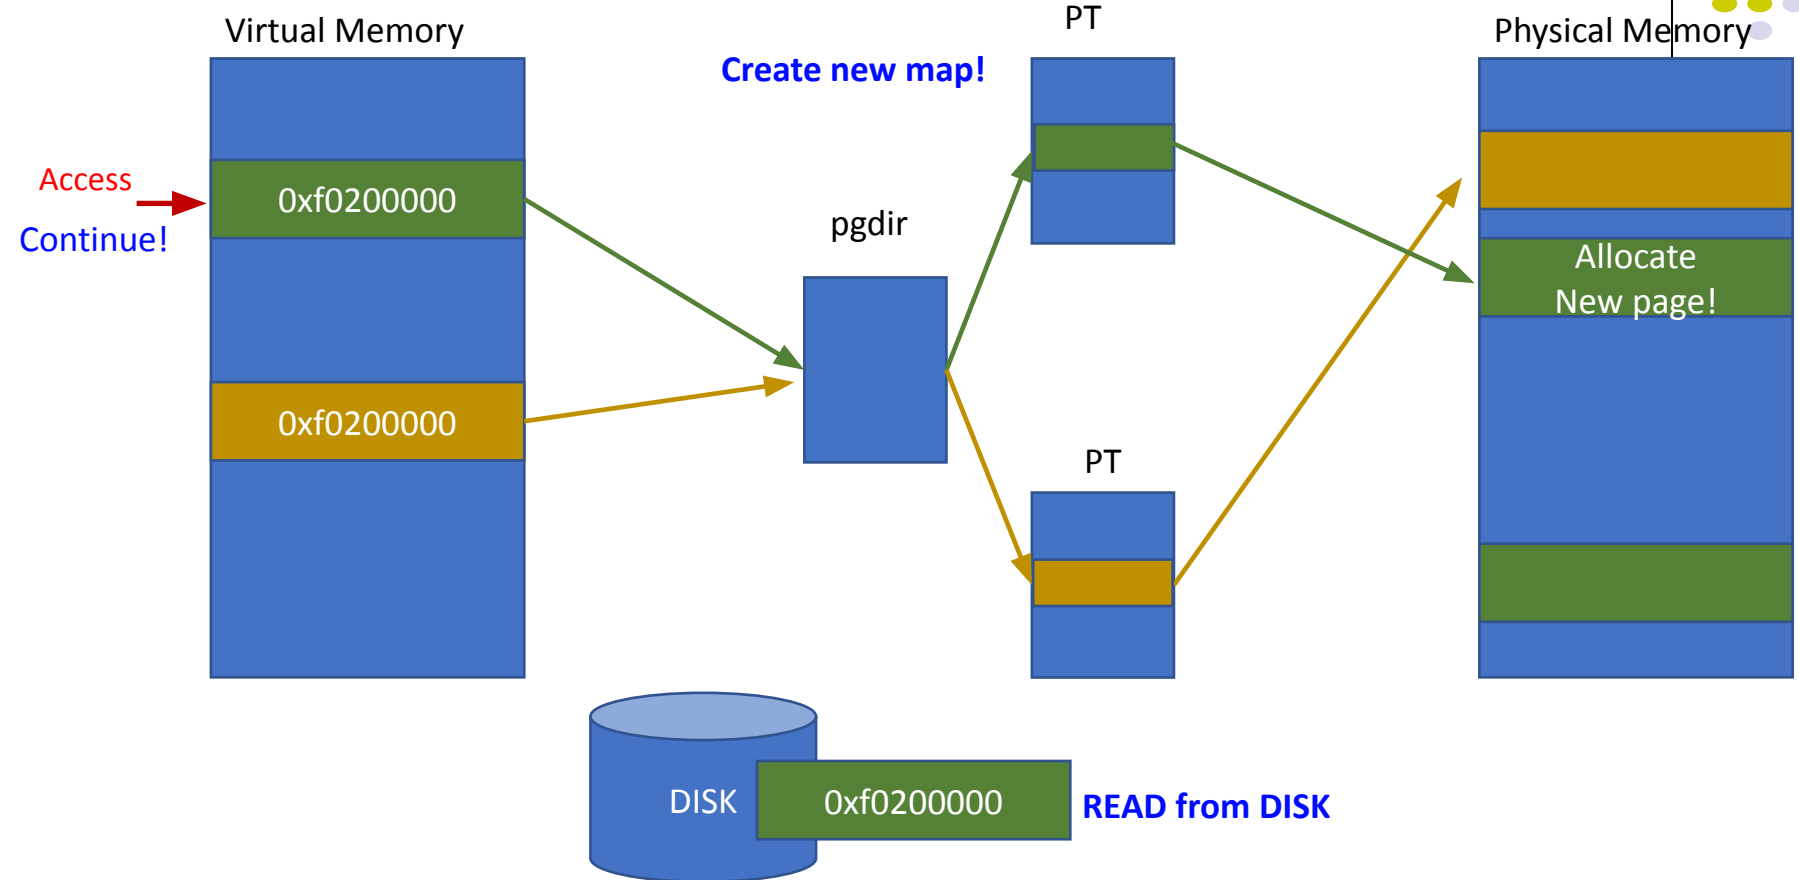 Virtual Memory
PT
Physical Memory
Create new map!
Access
Continue!
0xf0200000
pgdir
Allocate
New page!
0xf0200000
PT
DISK
0xf0200000
READ from DISK